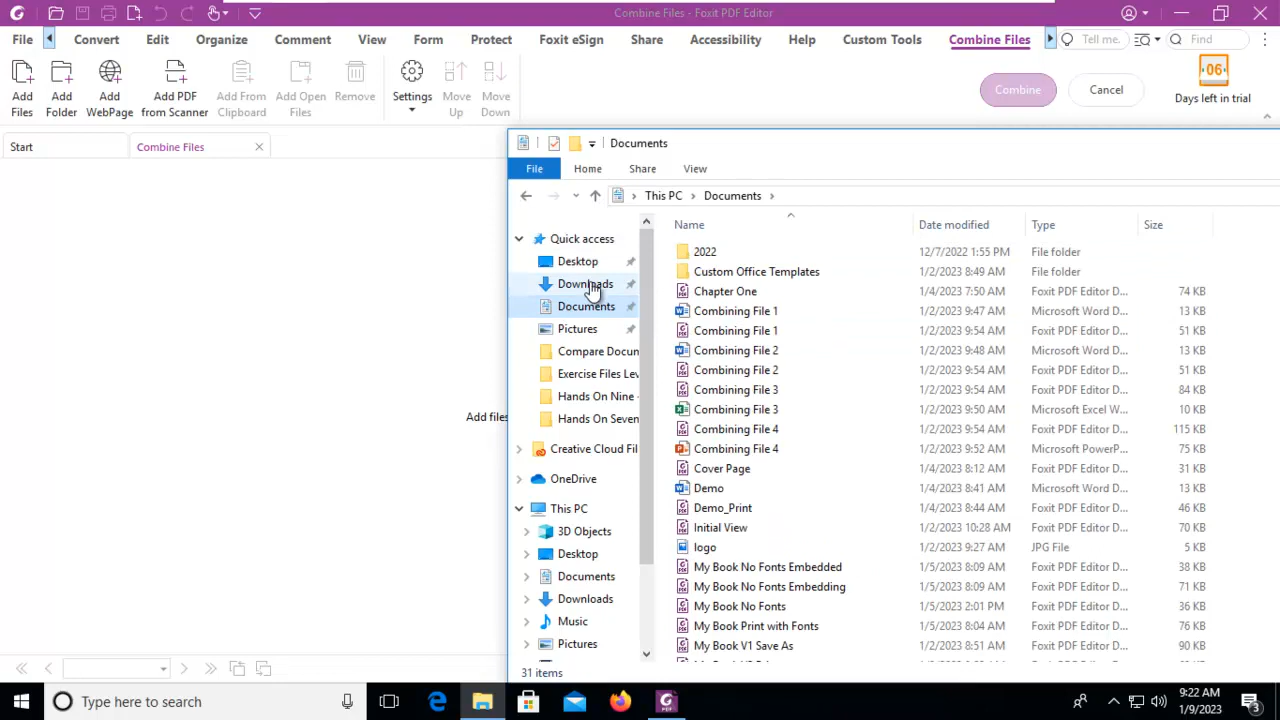 Combine Files - Foxit PDF Editor
File Convert Edit Organize Comment View Form Protect Foxit eSign Share Accessibility Help Custom Tools Combine Files Tell me. Find
Add Files
Add Folder
Add WebPage
Add PDF from Scanner
Add From Clipboard
Add Open Files
Remove
Settings
Move Up
Move Down
Combine
Cancel
06
Days left in trial
Start
Combine Files
Add files
Documents
File Home Share View
This PC Documents
Quick access
Desktop
Downloads
Documents
Pictures
Compare Docun
Exercise Files Lev
Hands On Nine -
Hands On Seven
Creative Cloud Fil
OneDrive
This PC
3D Objects
Desktop
Documents
Downloads
Music
Pictures
Name Date modified Type Size
2022 12/7/2022 1:55 PM File folder
Custom Office Templates 1/2/2023 8:49 AM File folder
Chapter One 1/4/2023 7:50 AM Foxit PDF Editor D... 74 KB
Combining File 1 1/2/2023 9:47 AM Microsoft Word D... 13 KB
Combining File 1 1/2/2023 9:54 AM Foxit PDF Editor D... 51 KB
Combining File 2 1/2/2023 9:48 AM Microsoft Word D... 13 KB
Combining File 2 1/2/2023 9:54 AM Foxit PDF Editor D... 51 KB
Combining File 3 1/2/2023 9:54 AM Foxit PDF Editor D... 84 KB
Combining File 3 1/2/2023 9:50 AM Microsoft Excel W... 10 KB
Combining File 4 1/2/2023 9:54 AM Foxit PDF Editor D... 115 KB
Combining File 4 1/2/2023 9:52 AM Microsoft PowerP... 75 KB
Cover Page 1/4/2023 8:12 AM Foxit PDF Editor D... 31 KB
Demo 1/4/2023 8:41 AM Microsoft Word D... 13 KB
Demo_Print 1/4/2023 8:44 AM Foxit PDF Editor D... 46 KB
Initial View 1/2/2023 10:28 AM Foxit PDF Editor D... 70 KB
logo 1/2/2023 9:27 AM JPG File 5 KB
My Book No Fonts Embedded 1/5/2023 8:09 AM Foxit PDF Editor D... 38 KB
My Book No Fonts Embedding 1/5/2023 8:09 AM Foxit PDF Editor D... 71 KB
My Book No Fonts 1/5/2023 2:01 PM Foxit PDF Editor D... 36 KB
My Book Print with Fonts 1/5/2023 8:04 AM Foxit PDF Editor D... 76 KB
My Book V1 Save As 1/2/2023 8:51 AM Foxit PDF Editor D... 90 KB
31 items
Type here to search
9:22 AM
1/9/2023
3